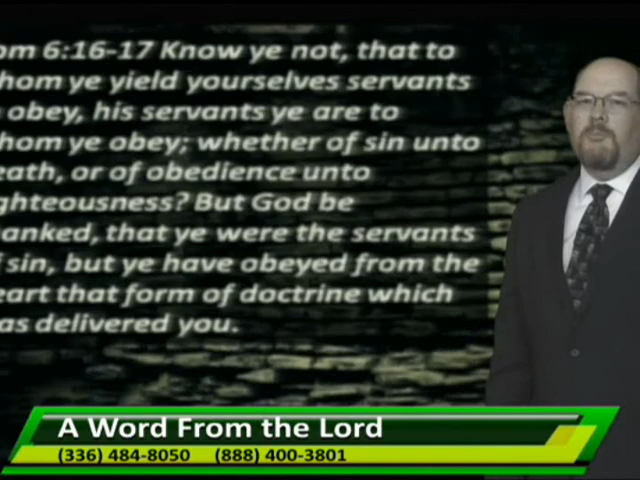 om 6:16-17 Know ye not, that to
hom ye yield yourselves servants
obey, his servants ye are to
hom ye obey; whether of sin unto
eath, or of obedience unto
ghteousness? But God be
anked, that ye were the servants
f sin, but ye have obeyed from the
eart that form of doctrine which
as delivered you.
A Word From the Lord
(336) 484-8050 (888) 400-3801